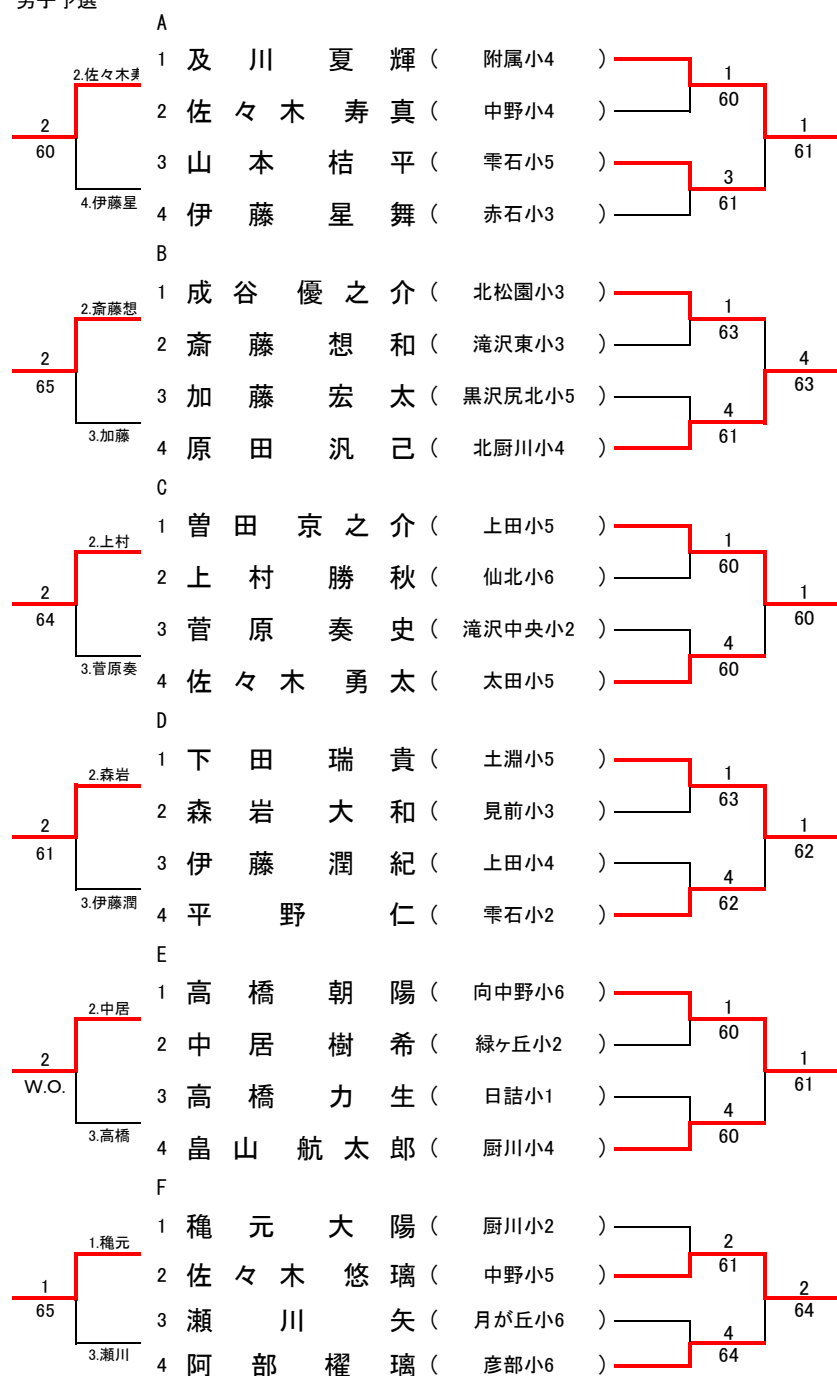 男子予選
A
2.佐々木寿
2
60
4.伊藤星
1 及川 夏輝 ( 附属小4 )
2 佐々木 寿真 ( 中野小4 )
3 山本 桔平 ( 雫石小5 )
4 伊藤 星舞 ( 赤石小3 )
1
60
3
61
1
61
B
2.斎藤想
2
65
3.加藤
1 成谷 優之介 ( 北松園小3 )
2 斎藤 想和 ( 滝沢東小3 )
3 加藤 宏太 ( 黒沢尻北小5 )
4 原田 汎己 ( 北厨川小4 )
1
63
4
61
4
63
C
2.上村
2
64
3.菅原奏
1 曽田 京之介 ( 上田小5 )
2 上村 勝秋 ( 仙北小6 )
3 菅原 奏史 ( 滝沢中央小2 )
4 佐々木 勇太 ( 太田小5 )
1
60
4
60
1
60
D
2.森岩
2
61
3.伊藤潤
1 下田 瑞貴 ( 土淵小5 )
2 森岩 大和 ( 見前小3 )
3 伊藤 潤紀 ( 上田小4 )
4 平野 仁 ( 雫石小2 )
1
63
4
62
1
62
E
2.中居
2
W.O.
3.高橋
1 高橋 朝陽 ( 向中野小6 )
2 中居 樹希 ( 緑ヶ丘小2 )
3 高橋 力生 ( 日詰小1 )
4 畠山 航太郎 ( 厨川小4 )
1
60
4
60
1
61
F
1.穐元
1
65
3.瀬川
1 穐元 大陽 ( 厨川小2 )
2 佐々木 悠璃 ( 中野小5 )
3 瀬川 矢 ( 月が丘小6 )
4 阿部 櫂璃 ( 彦部小6 )
2
61
4
64
2
64